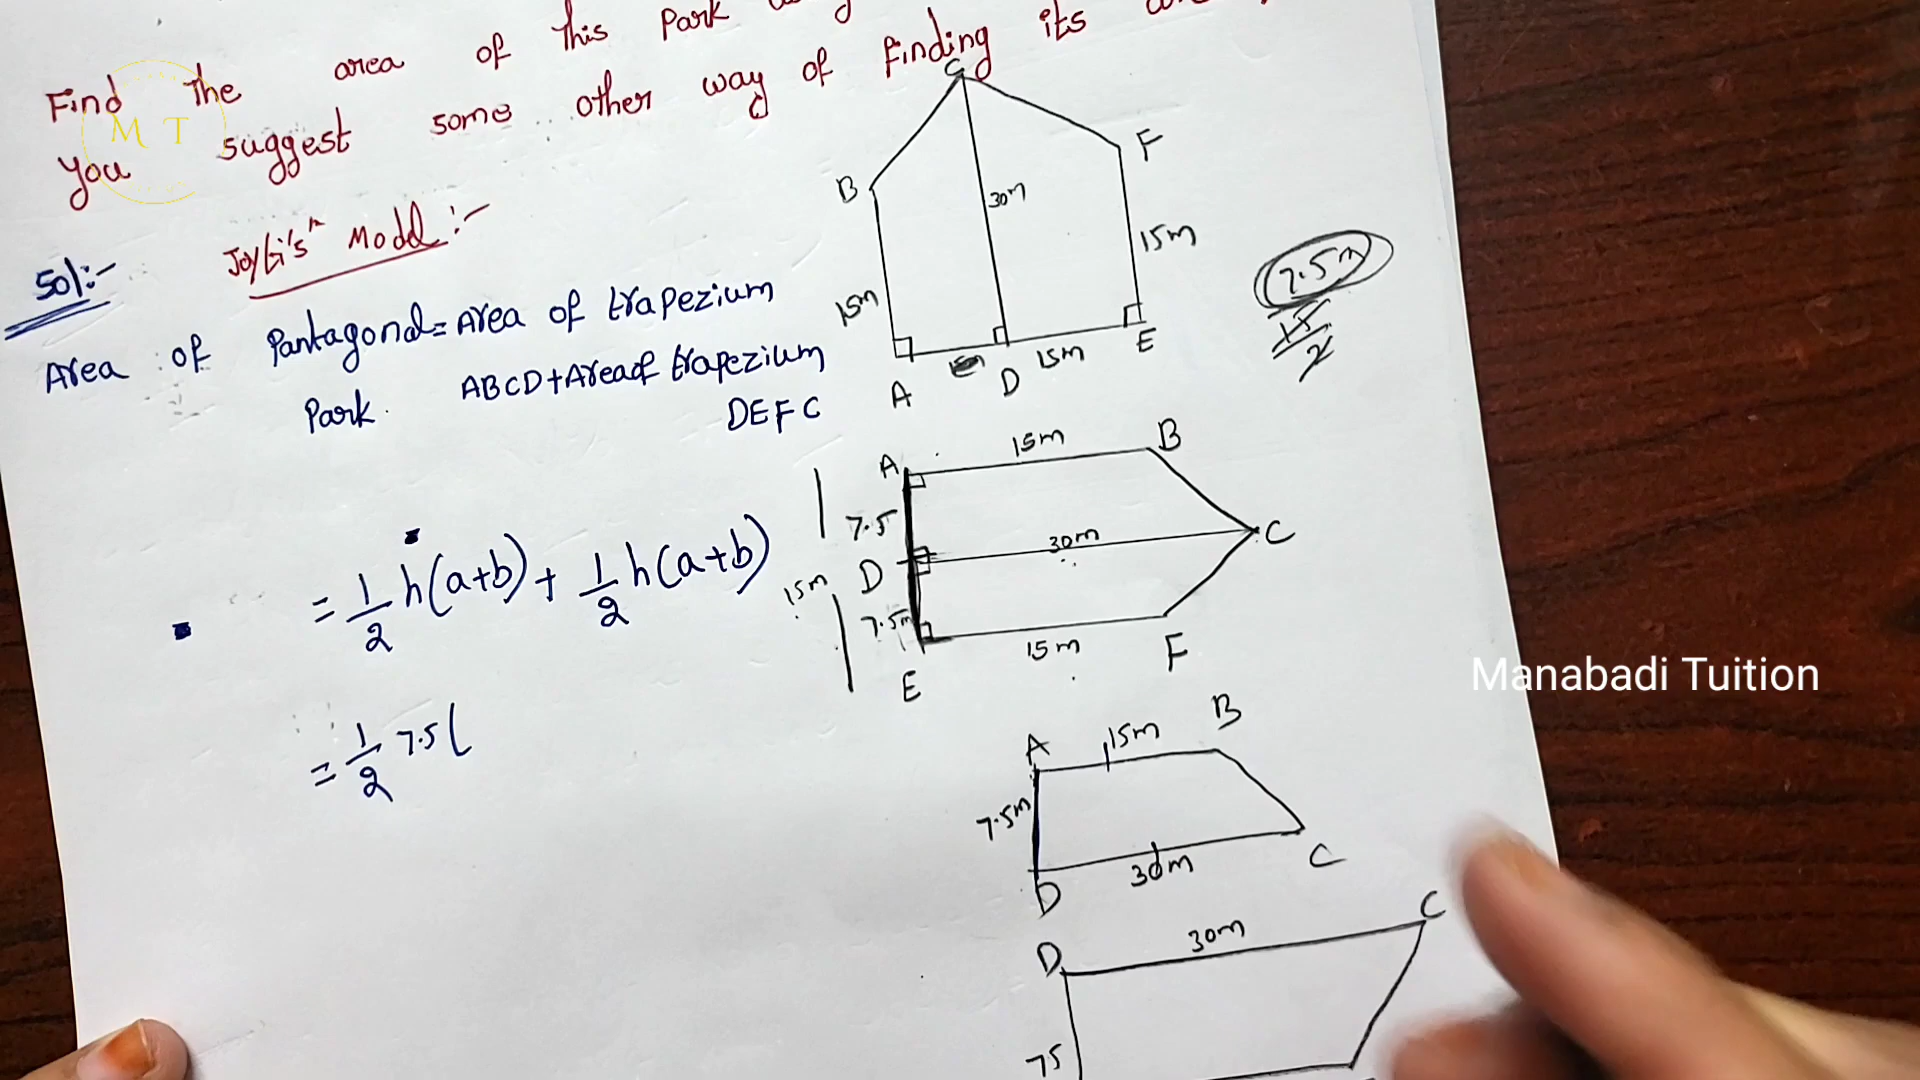 Find the area of this Park
you suggest some other way of finding its
M T
Sol:- Joyti's" Model:-
Area of Pantagond = Area of trapezium
Park. ABCD + Area of trapezium
DEFC
= 1/2 h(a+b) + 1/2 h(a+b)
= 1/2 7.5 (
C
B
F
30m
15m
15m
A
D
15m
E
7.5m
15
2
A
15m
B
7.5
D
30m
C
15m
7.5m
E
15m
F
A
15m
B
7.5m
D
30m
C
D
30m
C
75
Manabadi Tuition